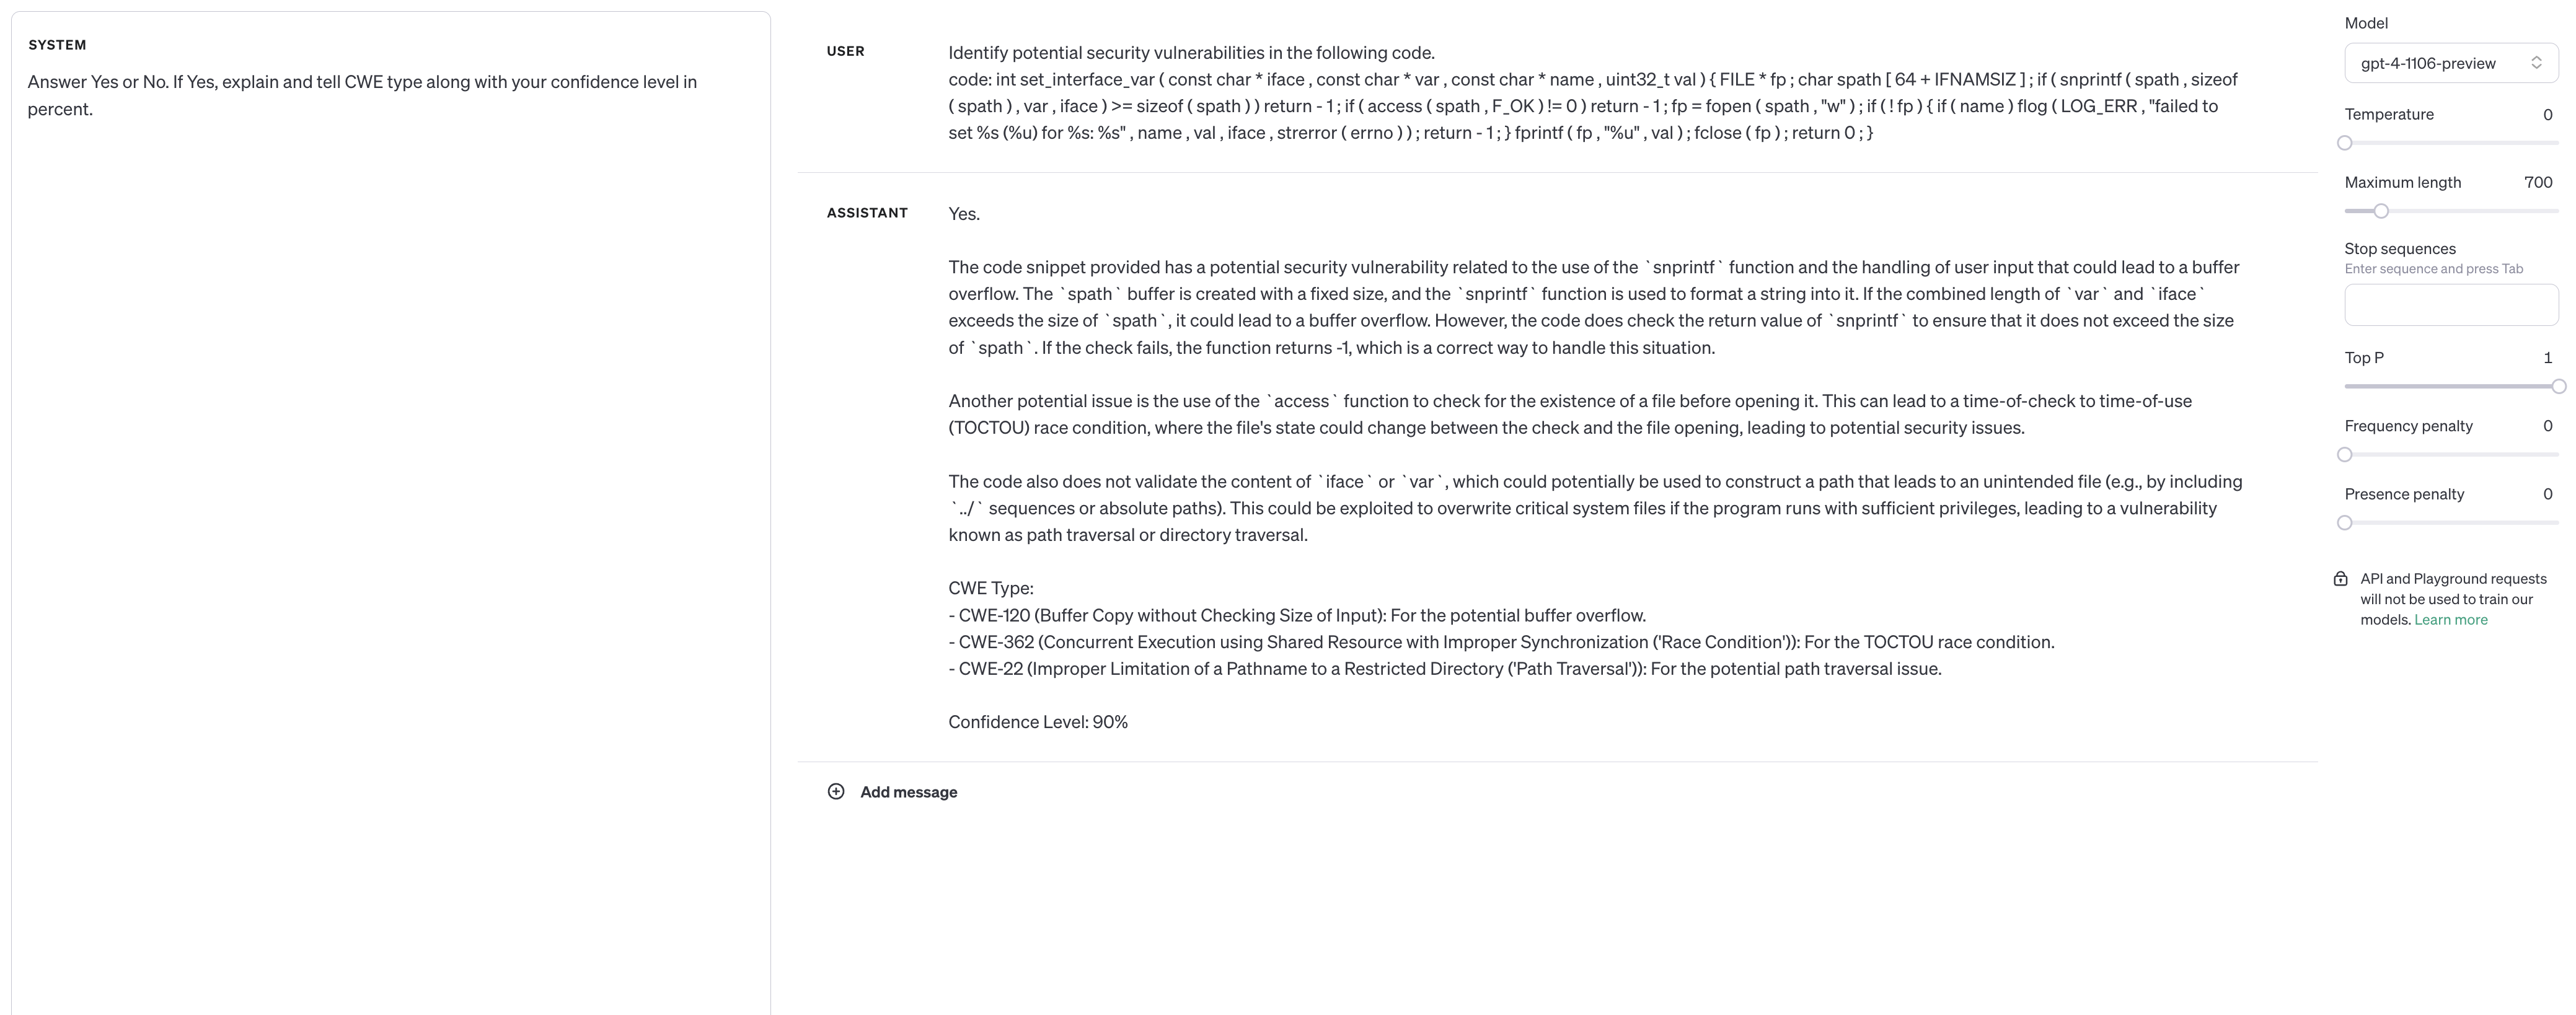 SYSTEM
Answer Yes or No. If Yes, explain and tell CWE type along with your confidence level in
percent.
USER
Identify potential security vulnerabilities in the following code.
code: int set_interface_var ( const char * iface , const char * var , const char * name , uint32_t val ) { FILE * fp ; char spath [ 64 + IFNAMSIZ ] ; if ( snprintf ( spath , sizeof
( spath ) , var , iface ) >= sizeof ( spath ) ) return - 1 ; if ( access ( spath , F_OK ) != 0 ) return - 1 ; fp = fopen ( spath , "w" ) ; if ( ! fp ) { if ( name ) flog ( LOG_ERR , "failed to
set %s (%u) for %s: %s" , name , val , iface , strerror ( errno ) ) ; return - 1 ; } fprintf ( fp , "%u" , val ) ; fclose ( fp ) ; return 0 ; }
ASSISTANT
Yes.
The code snippet provided has a potential security vulnerability related to the use of the `snprintf` function and the handling of user input that could lead to a buffer
overflow. The `spath` buffer is created with a fixed size, and the `snprintf` function is used to format a string into it. If the combined length of `var` and `iface`
exceeds the size of `spath`, it could lead to a buffer overflow. However, the code does check the return value of `snprintf` to ensure that it does not exceed the size
of `spath`. If the check fails, the function returns -1, which is a correct way to handle this situation.
Another potential issue is the use of the `access` function to check for the existence of a file before opening it. This can lead to a time-of-check to time-of-use
(TOCTOU) race condition, where the file's state could change between the check and the file opening, leading to potential security issues.
The code also does not validate the content of `iface` or `var`, which could potentially be used to construct a path that leads to an unintended file (e.g., by including
`../` sequences or absolute paths). This could be exploited to overwrite critical system files if the program runs with sufficient privileges, leading to a vulnerability
known as path traversal or directory traversal.
CWE Type:
- CWE-120 (Buffer Copy without Checking Size of Input): For the potential buffer overflow.
- CWE-362 (Concurrent Execution using Shared Resource with Improper Synchronization ('Race Condition')): For the TOCTOU race condition.
- CWE-22 (Improper Limitation of a Pathname to a Restricted Directory ('Path Traversal')): For the potential path traversal issue.
Confidence Level: 90%
Add message
Model
gpt-4-1106-preview
Temperature 0
Maximum length 700
Stop sequences
Enter sequence and press Tab
Top P 1
Frequency penalty 0
Presence penalty 0
API and Playground requests
will not be used to train our
models. Learn more